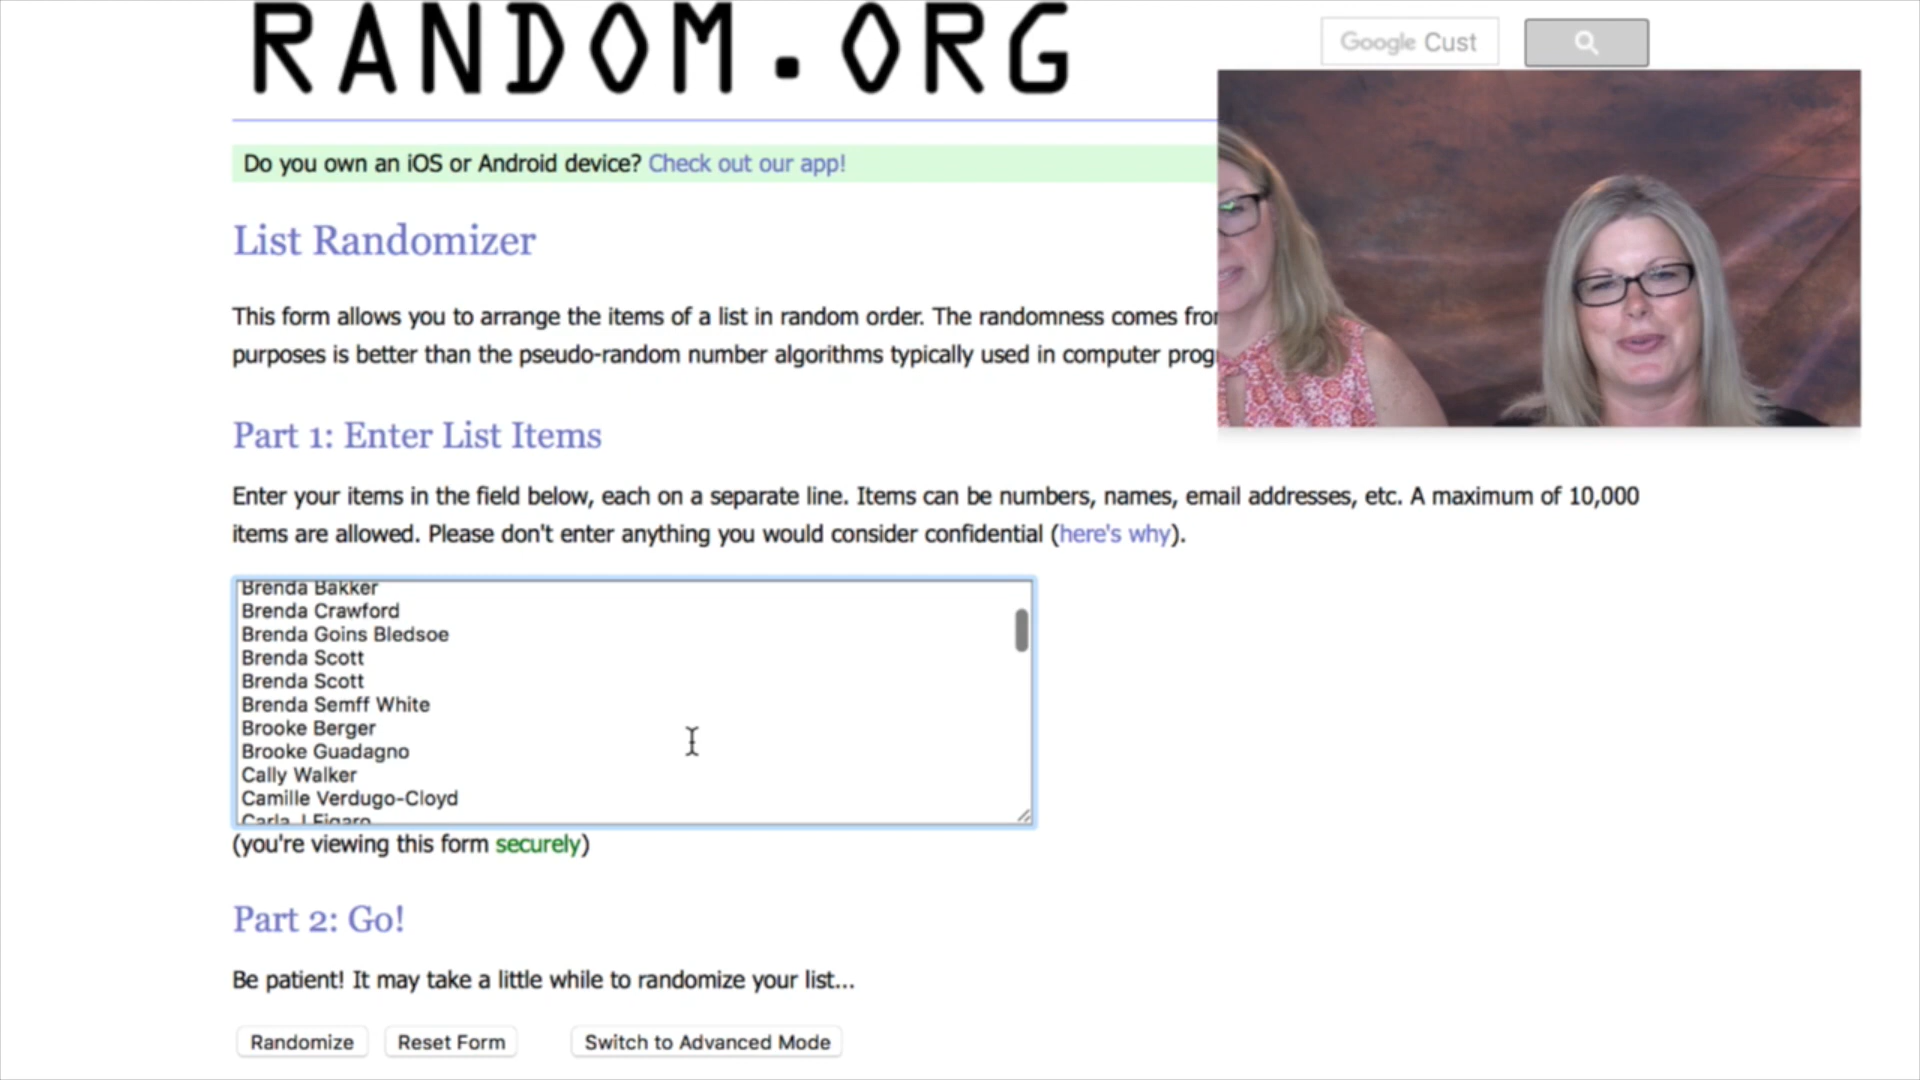 RANDOM.ORG
Google Cust
Do you own an iOS or Android device? Check out our app!
List Randomizer
This form allows you to arrange the items of a list in random order. The randomness comes from
purposes is better than the pseudo-random number algorithms typically used in computer prog
Part 1: Enter List Items
Enter your items in the field below, each on a separate line. Items can be numbers, names, email addresses, etc. A maximum of 10,000
items are allowed. Please don't enter anything you would consider confidential (here's why).
Brenda Bakker
Brenda Crawford
Brenda Goins Bledsoe
Brenda Scott
Brenda Scott
Brenda Semff White
Brooke Berger
Brooke Guadagno
Cally Walker
Camille Verdugo-Cloyd
Carla J Figaro
(you're viewing this form securely)
Part 2: Go!
Be patient! It may take a little while to randomize your list...
Randomize
Reset Form
Switch to Advanced Mode